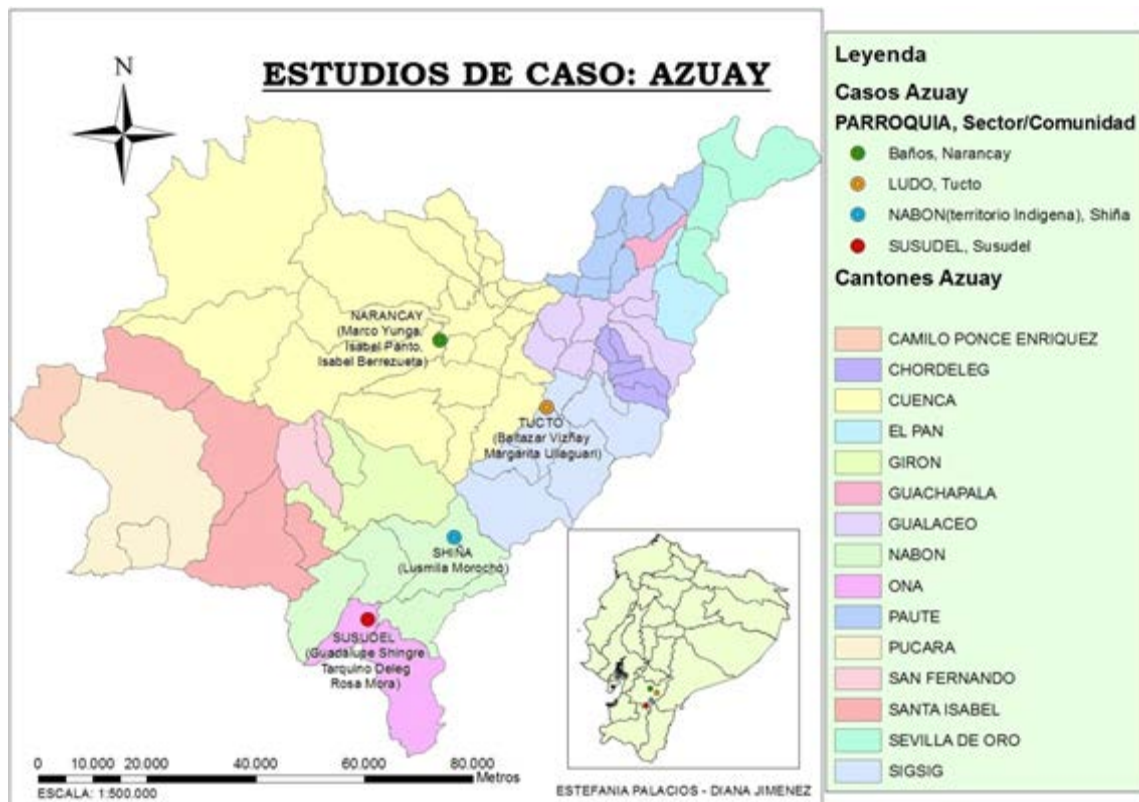 N
ESTUDIOS DE CASO: AZUAY
NARANCAY
(Marco Yunga,
Isabel Panto,
Isabel Berrezueta)
TUCTO
(Baltazar Vizñay
Margarita Ullaguari)
SHIÑA
(Lusmila Morocho)
SUSUDEL
(Guadalupe Shingre
Tarquino Deleg
Rosa Mora)
0 10.000 20.000 40.000 60.000 80.000
Metros
ESCALA: 1:500.000
ESTEFANIA PALACIOS - DIANA JIMENEZ
Leyenda
Casos Azuay
PARROQUIA, Sector/Comunidad
Baños, Narancay
LUDO, Tucto
NABON(territorio Indigena), Shiña
SUSUDEL, Susudel
Cantones Azuay
CAMILO PONCE ENRIQUEZ
CHORDELEG
CUENCA
EL PAN
GIRON
GUACHAPALA
GUALACEO
NABON
ONA
PAUTE
PUCARA
SAN FERNANDO
SANTA ISABEL
SEVILLA DE ORO
SIGSIG